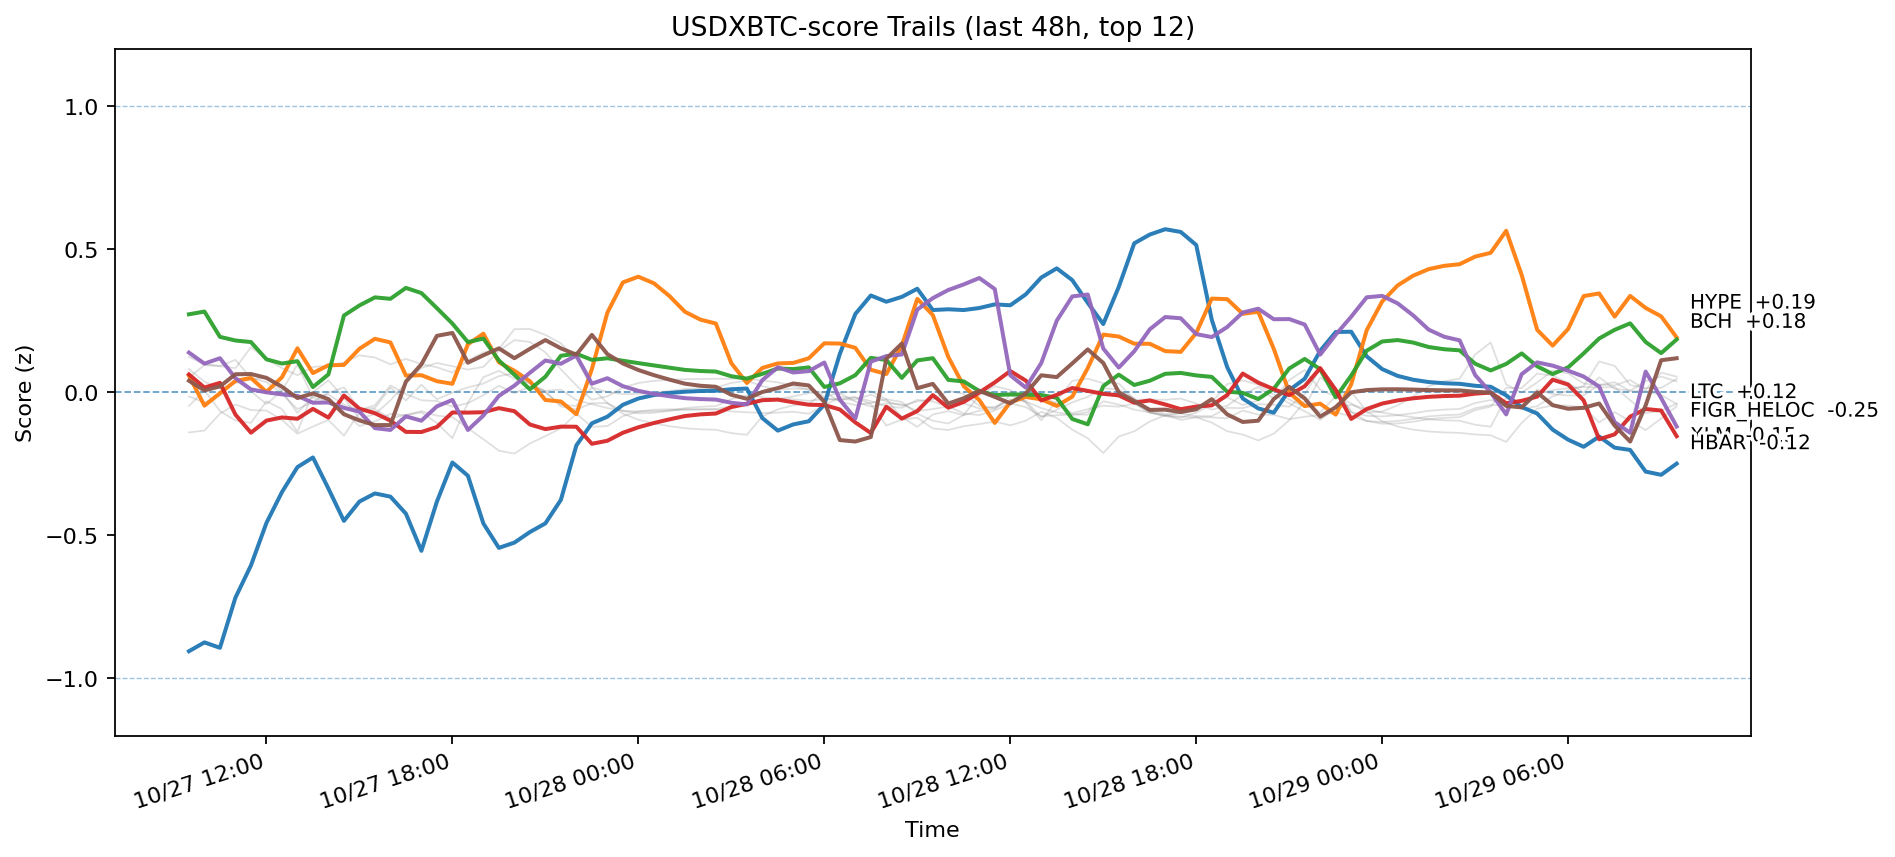 USDXBTC-score Trails (last 48h, top 12)
Score (z)
1.0
0.5
0.0
−0.5
−1.0
HYPE +0.19
BCH +0.18
LTC +0.12
FIGR_HELOC -0.25
XLM -0.15
HBAR -0.12
10/27 12:00
10/27 18:00
10/28 00:00
10/28 06:00
10/28 12:00
10/28 18:00
10/29 00:00
10/29 06:00
Time